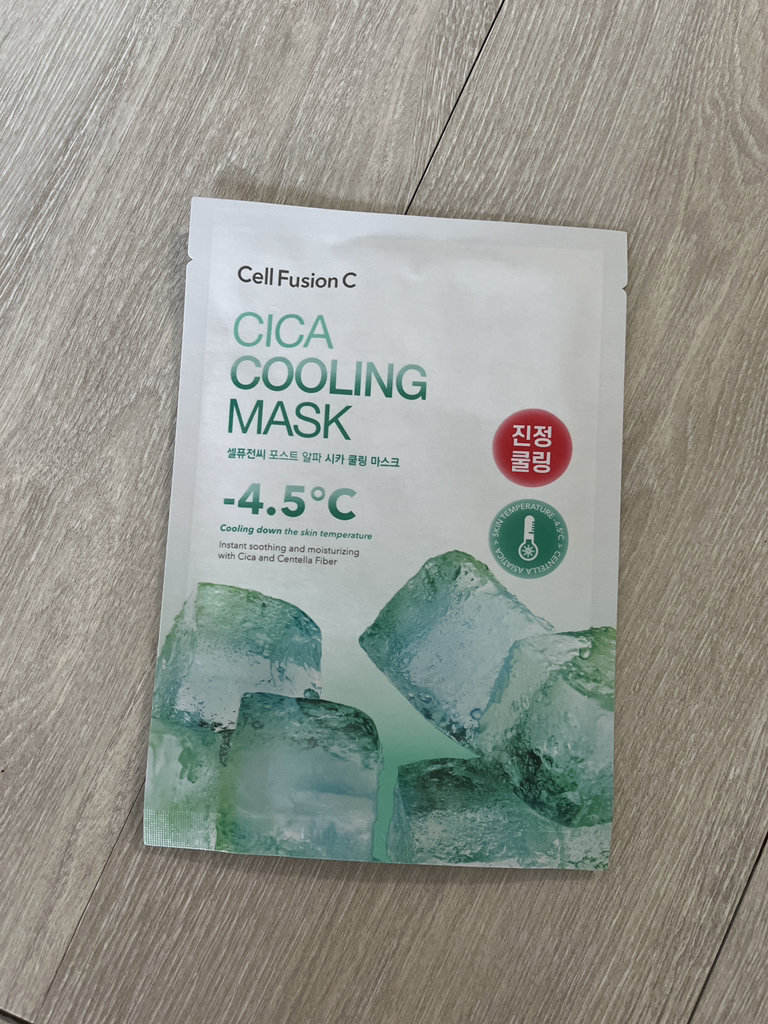 Cell Fusion C
CICA
COOLING
MASK
셀퓨전씨 포스트 알파 시카 쿨링 마스크
-4.5°C
Cooling down the skin temperature
Instant soothing and moisturizing
with Cica and Centella Fiber
진정
쿨링
SKIN TEMPERATURE -4.5°C > CENTELLA ASIATICA >